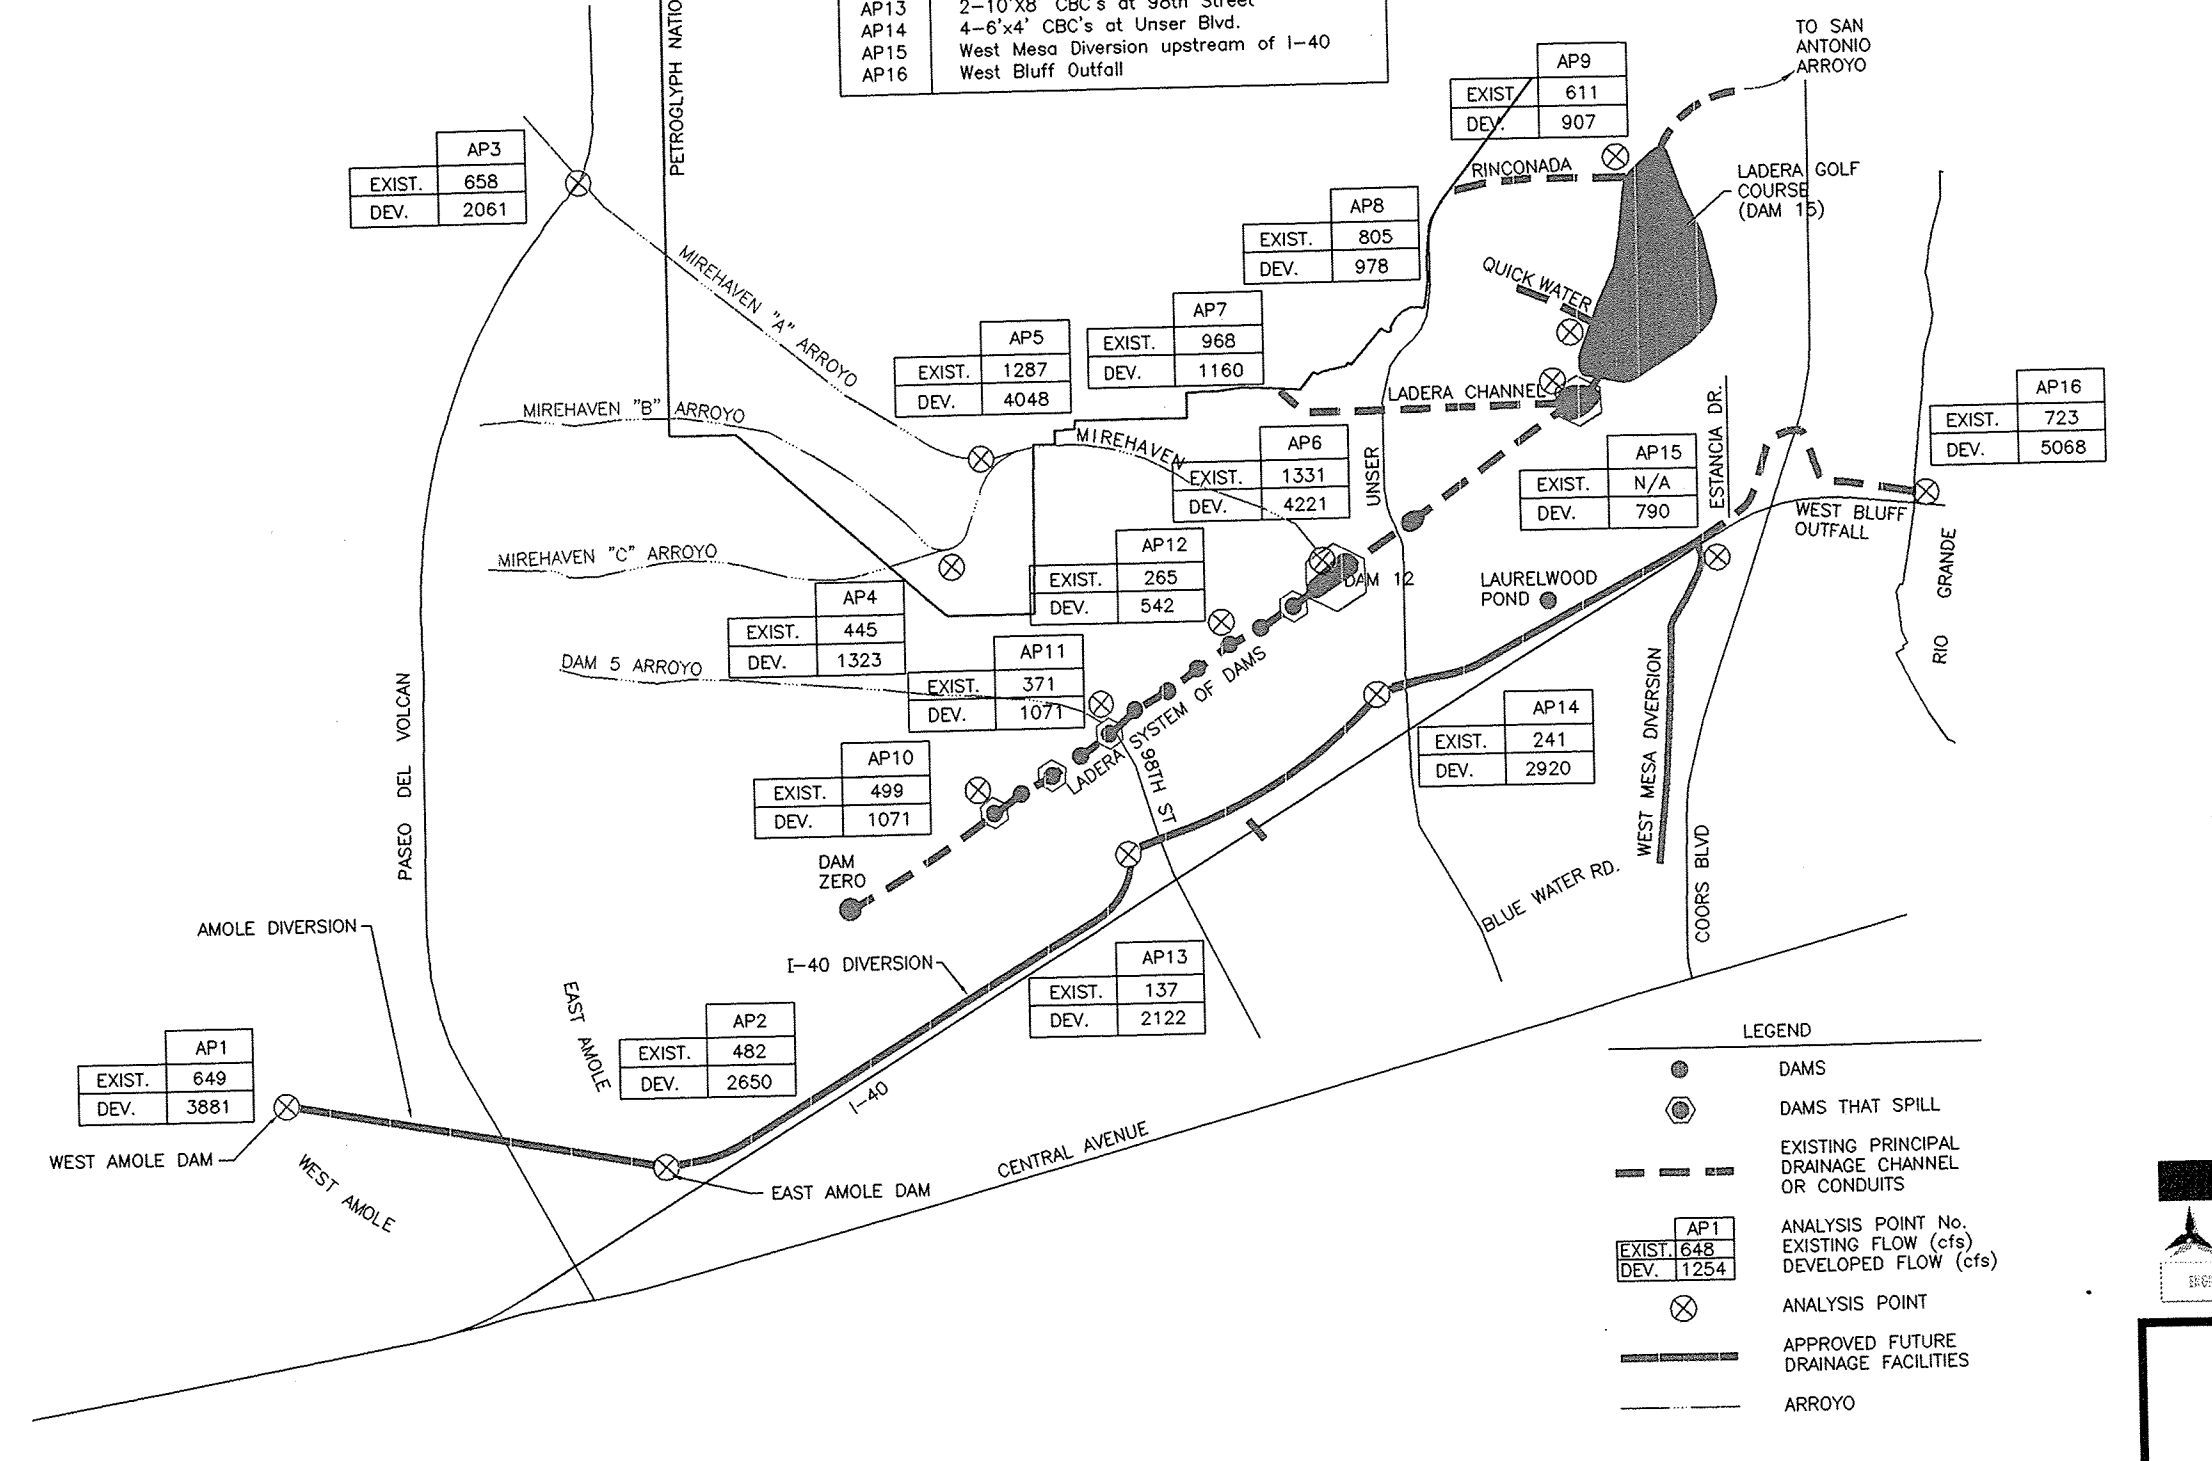 AP13 2-10'X8' CBC's at 98th Street
AP14 4-6'x4' CBC's at Unser Blvd.
AP15 West Mesa Diversion upstream of I-40
AP16 West Bluff Outfall
PETROGLYPH NATIO
TO SAN
ANTONIO
ARROYO
AP9
EXIST. 611
DEV. 907
AP3
EXIST. 658
DEV. 2061
RINCONADA
LADERA GOLF
COURSE
(DAM 15)
AP8
EXIST. 805
DEV. 978
MIREHAVEN "A" ARROYO
QUICK WATER
AP7
EXIST. 968
DEV. 1160
AP5
EXIST. 1287
DEV. 4048
LADERA CHANNEL
ESTANCIA DR.
AP16
EXIST. 723
DEV. 5068
MIREHAVEN "B" ARROYO
MIREHAVEN
AP6
EXIST. 1331
DEV. 4221
UNSER
AP15
EXIST. N/A
DEV. 790
WEST BLUFF
OUTFALL
RIO GRANDE
MIREHAVEN "C" ARROYO
AP12
EXIST. 265
DEV. 542
DAM 12
LAURELWOOD
POND
AP4
EXIST. 445
DEV. 1323
DAM 5 ARROYO
AP11
EXIST. 371
DEV. 1071
LADERA SYSTEM OF DAMS
98TH ST
AP14
EXIST. 241
DEV. 2920
WEST MESA DIVERSION
PASEO DEL VOLCAN
AP10
EXIST. 499
DEV. 1071
DAM
ZERO
BLUE WATER RD.
COORS BLVD
AMOLE DIVERSION
I-40 DIVERSION
AP13
EXIST. 137
DEV. 2122
EAST AMOLE
AP2
EXIST. 482
DEV. 2650
I-40
AP1
EXIST. 649
DEV. 3881
WEST AMOLE DAM
WEST AMOLE
EAST AMOLE DAM
CENTRAL AVENUE
LEGEND
DAMS
DAMS THAT SPILL
EXISTING PRINCIPAL
DRAINAGE CHANNEL
OR CONDUITS
AP1
EXIST. 648
DEV. 1254
ANALYSIS POINT No.
EXISTING FLOW (cfs)
DEVELOPED FLOW (cfs)
ANALYSIS POINT
APPROVED FUTURE
DRAINAGE FACILITIES
ARROYO